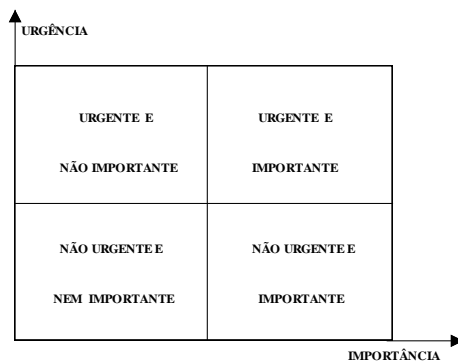 URGÊNCIA
URGENTE E
NÃO IMPORTANTE
URGENTE E
IMPORTANTE
NÃO URGENTE E
NEM IMPORTANTE
NÃO URGENTE E
IMPORTANTE
IMPORTÂNCIA